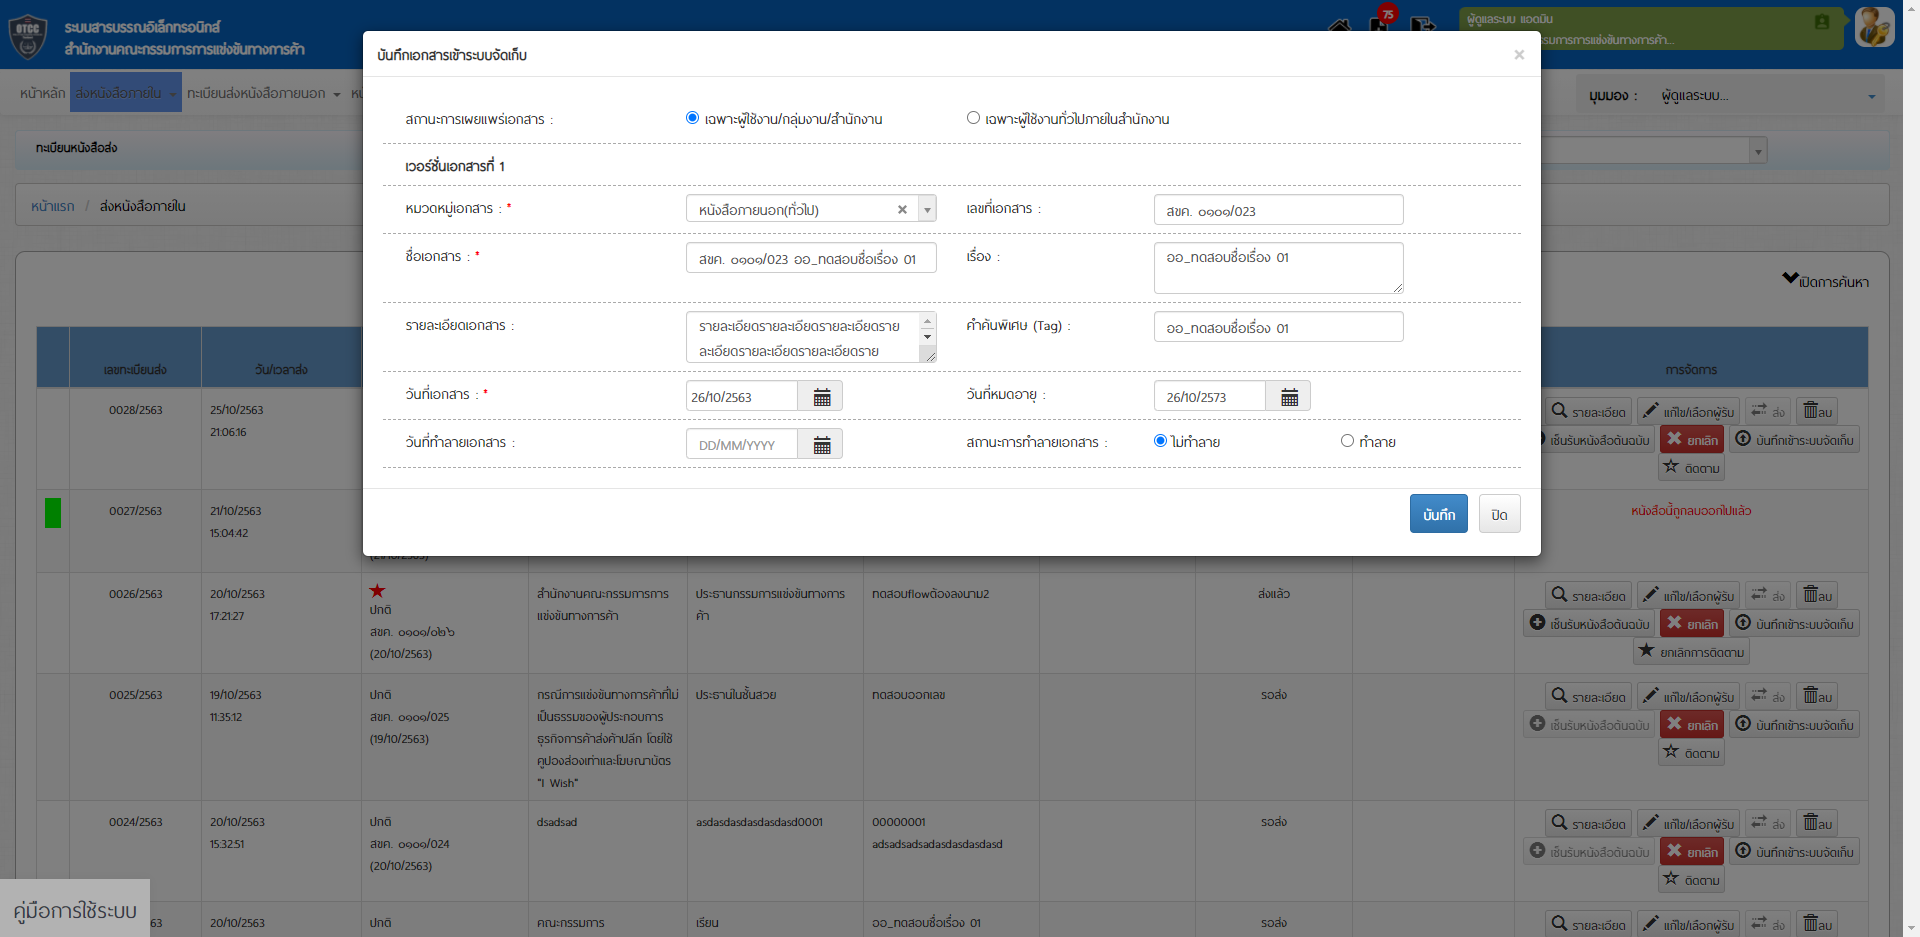 ระบบสารบรรณอิเล็กทรอนิกส์
สำนักงานคณะกรรมการการแข่งขันทางการค้า
75
ผู้ดูแลระบบ แอดมิน
รมการการแข่งขันทางการค้า...
หน้าหลัก ส่งหนังสือภายใน ทะเบียนส่งหนังสือภายนอก
มุมมอง : ผู้ดูแลระบบ...
ทะเบียนหนังสือส่ง
หน้าแรก / ส่งหนังสือภายใน
เปิดการค้นหา
บันทึกเอกสารเข้าระบบจัดเก็บ ×
สถานะการเผยแพร่เอกสาร : เฉพาะผู้ใช้งาน/กลุ่มงาน/สำนักงาน เฉพาะผู้ใช้งานทั่วไปภายในสำนักงาน
เวอร์ชั่นเอกสารที่ 1
หมวดหมู่เอกสาร : * หนังสือภายนอก(ทั่วไป) เลขที่เอกสาร : สขค. ๐๑๐๑/023
ชื่อเอกสาร : * สขค. ๐๑๐๑/023 ออ_ทดสอบชื่อเรื่อง 01 เรื่อง : ออ_ทดสอบชื่อเรื่อง 01
รายละเอียดเอกสาร : รายละเอียดรายละเอียดรายละเอียดราย คำค้นพิเศษ (Tag) : ออ_ทดสอบชื่อเรื่อง 01
ละเอียดรายละเอียดรายละเอียดราย
วันที่เอกสาร : * 26/10/2563 วันที่หมดอายุ : 26/10/2573
วันที่ทำลายเอกสาร : DD/MM/YYYY สถานะการทำลายเอกสาร : ไม่ทำลาย ทำลาย
บันทึก ปิด
เลขทะเบียนส่ง วัน/เวลาส่ง การจัดการ
0028/2563 25/10/2563 รายละเอียด แก้ไข/เลือกผู้รับ ส่ง ลบ
21:06:16 เซ็นรับหนังสือต้นฉบับ ยกเลิก บันทึกเข้าระบบจัดเก็บ
ติดตาม
0027/2563 21/10/2563 หนังสือนี้ถูกลบออกไปแล้ว
15:04:42
0026/2563 20/10/2563 สำนักงานคณะกรรมการการ ประธานกรรมการแข่งขันทางการ ทดสอบflowต้องลงนาม2 ส่งแล้ว รายละเอียด แก้ไข/เลือกผู้รับ ส่ง ลบ
17:21:27 ปกติ แข่งขันทางการค้า ค้า เซ็นรับหนังสือต้นฉบับ ยกเลิก บันทึกเข้าระบบจัดเก็บ
สขค. ๐๑๐๑/๐๒๖
(20/10/2563) ยกเลิกการติดตาม
0025/2563 19/10/2563 ปกติ กรณีการแข่งขันทางการค้าที่ไม่ ประธานในชั้นสวย ทดสอบออกเลข รอส่ง รายละเอียด แก้ไข/เลือกผู้รับ ส่ง ลบ
11:35:12 สขค. ๐๑๐๑/025 เป็นธรรมของผู้ประกอบการ เซ็นรับหนังสือต้นฉบับ ยกเลิก บันทึกเข้าระบบจัดเก็บ
(19/10/2563) ธุรกิจการค้าส่งค้าปลีก โดยใช้ ติดตาม
คูปองส่องเท่าและโฆษณาบัตร
"I Wish"
0024/2563 20/10/2563 ปกติ dsadsad asdasdasdasdasdasd0001 00000001 รอส่ง รายละเอียด แก้ไข/เลือกผู้รับ ส่ง ลบ
15:32:51 สขค. ๐๑๐๑/024 adsadsadsadasdasdasdasd เซ็นรับหนังสือต้นฉบับ ยกเลิก บันทึกเข้าระบบจัดเก็บ
(20/10/2563) ติดตาม
คู่มือการใช้ระบบ
63 20/10/2563 ปกติ คณะกรรมการ เรียน ออ_ทดสอบชื่อเรื่อง 01 รอส่ง รายละเอียด แก้ไข/เลือกผู้รับ ส่ง ลบ